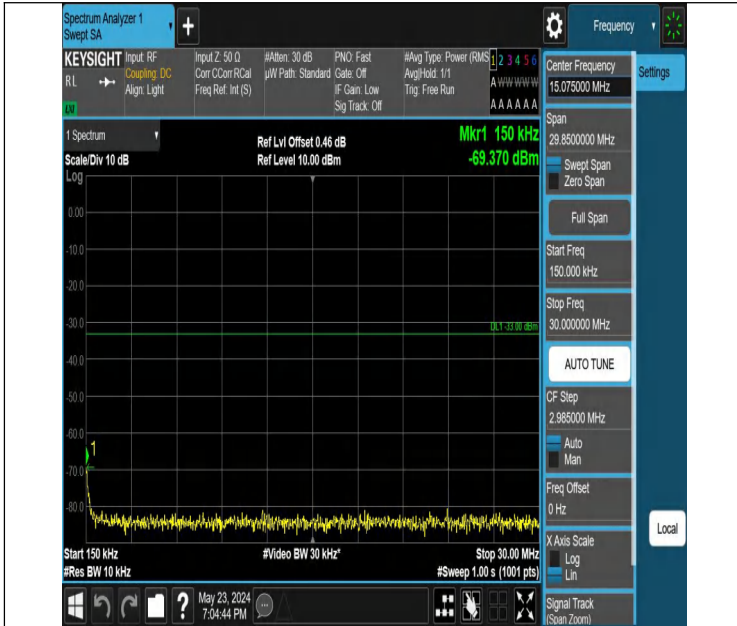 Spectrum Analyzer 1
Swept SA
+
Frequency
KEYSIGHT
RL
LXI
Input: RF
Coupling: DC
Align: Light
Input Z: 50 Ω
Corr CCorr RCal
Freq Ref: Int (S)
#Atten: 30 dB
µW Path: Standard
PNO: Fast
Gate: Off
IF Gain: Low
Sig Track: Off
#Avg Type: Power (RMS
Avg|Hold: 1/1
Trig: Free Run
1 2 3 4 5 6
A W W W W W
A A A A A A
1 Spectrum
Scale/Div 10 dB
Log
Ref Lvl Offset 0.46 dB
Ref Level 10.00 dBm
Mkr1 150 kHz
-69.370 dBm
0.00
-10.0
-20.0
-30.0
DL1 -33.00 dBm
-40.0
-50.0
-60.0
1
-70.0
-80.0
Start 150 kHz
#Video BW 30 kHz*
Stop 30.00 MHz
#Res BW 10 kHz
#Sweep 1.00 s (1001 pts)
?
May 23, 2024
7:04:44 PM
Center Frequency
15.075000 MHz
Settings
Span
29.8500000 MHz
Swept Span
Zero Span
Full Span
Start Freq
150.000 kHz
Stop Freq
30.000000 MHz
AUTO TUNE
CF Step
2.985000 MHz
Auto
Man
Freq Offset
0 Hz
Local
X Axis Scale
Log
Lin
Signal Track
(Span Zoom)